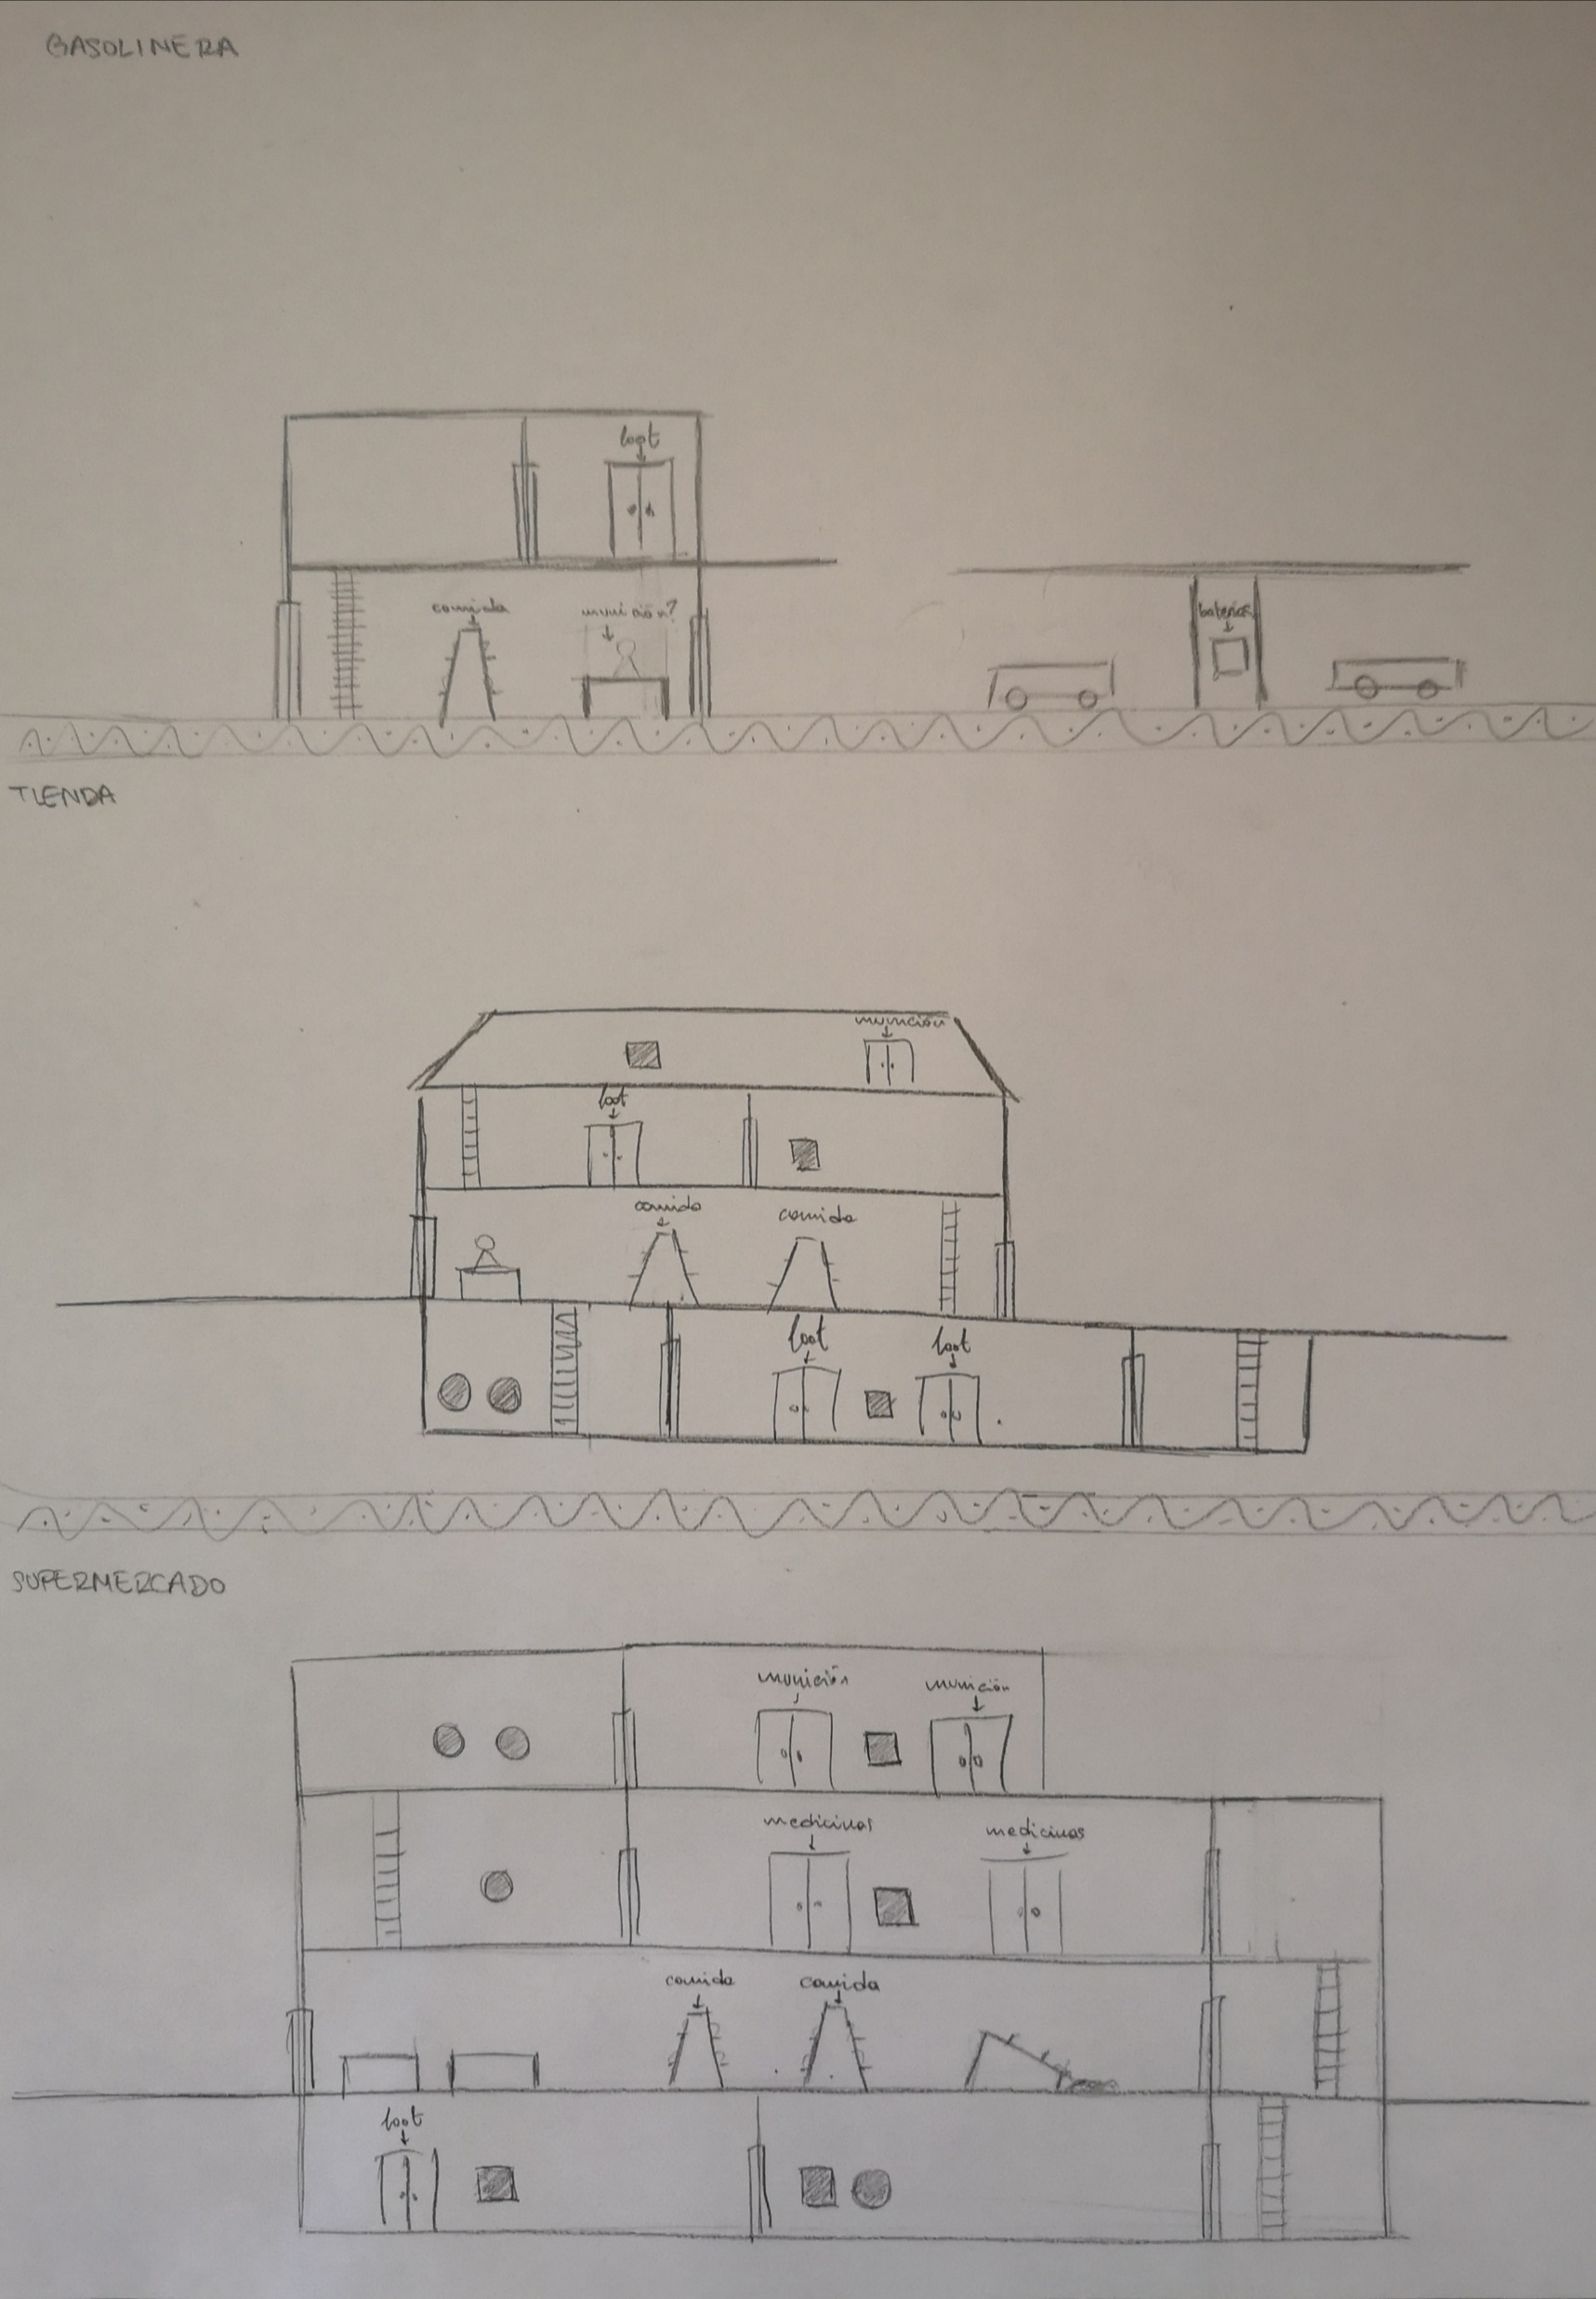 GASOLINERA
loot
comida
munición?
baterías
TIENDA
munición
loot
comida
comida
loot
loot
SUPERMERCADO
munición
munición
medicinas
medicinas
comida
comida
loot